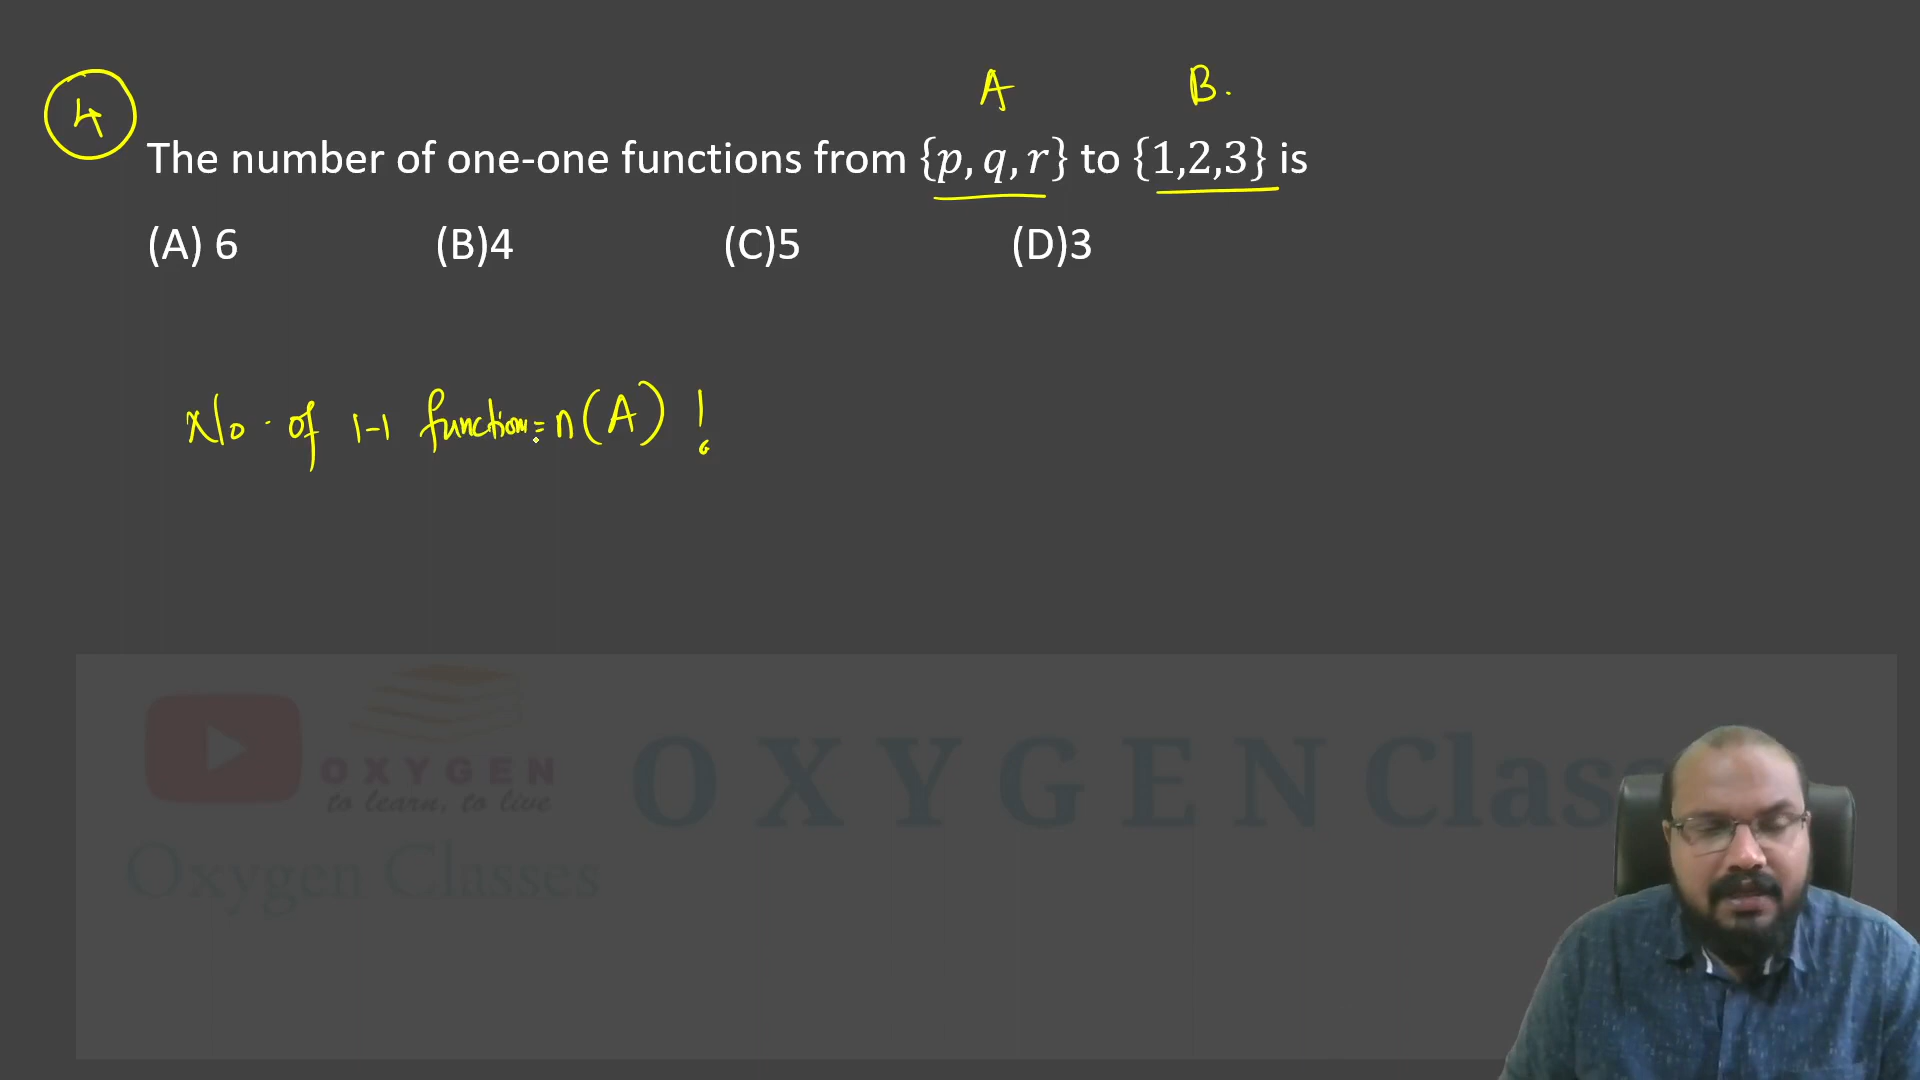 A B.
4
The number of one-one functions from {p, q, r} to {1,2,3} is
(A) 6 (B)4 (C)5 (D)3
No. of 1-1 function = n(A) !
OXYGEN
to learn, to live
OXYGEN Class
Oxygen Classes